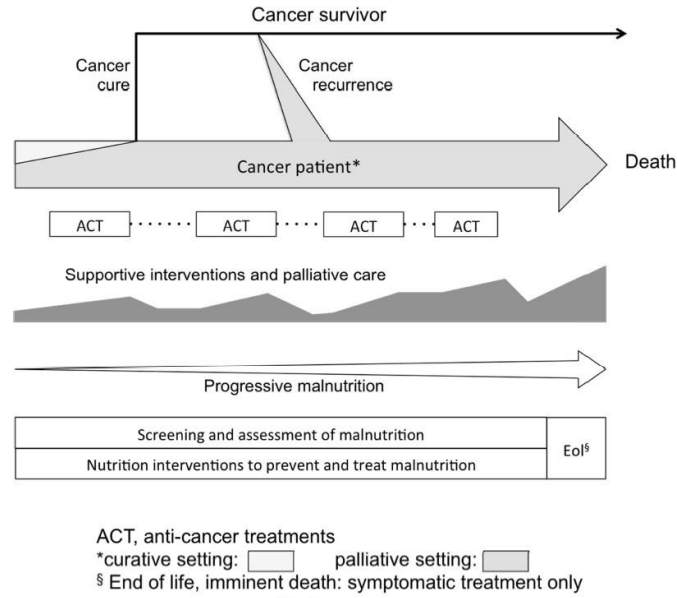 Cancer survivor
Cancer
cure
Cancer
recurrence
Cancer patient*
Death
ACT
ACT
ACT
ACT
Supportive interventions and palliative care
Progressive malnutrition
Screening and assessment of malnutrition
Nutrition interventions to prevent and treat malnutrition
Eol§
ACT, anti-cancer treatments
*curative setting: palliative setting:
§ End of life, imminent death: symptomatic treatment only